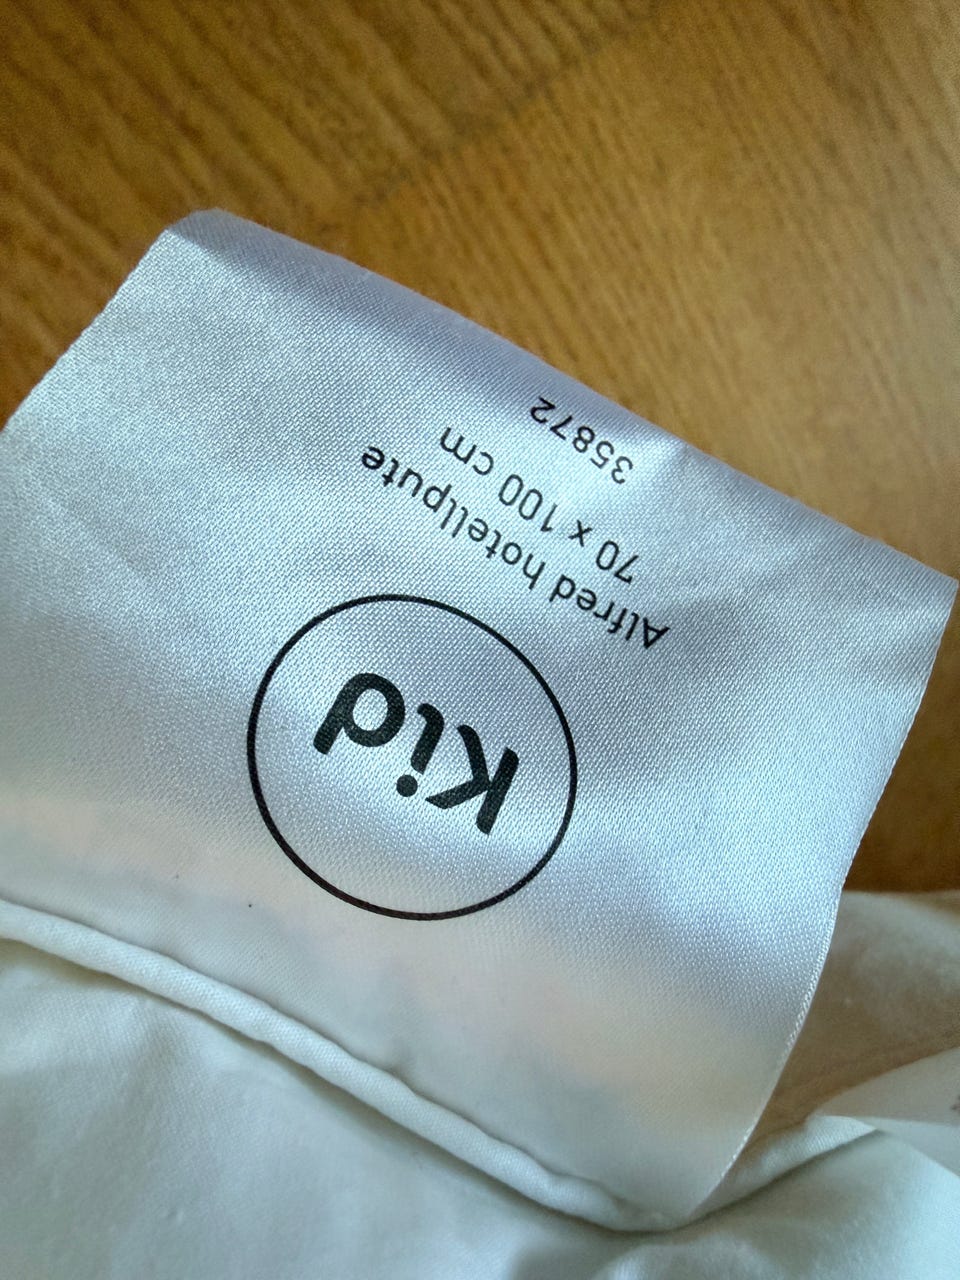 Kid
Alfred hotellpute
70 x 100 cm
35872